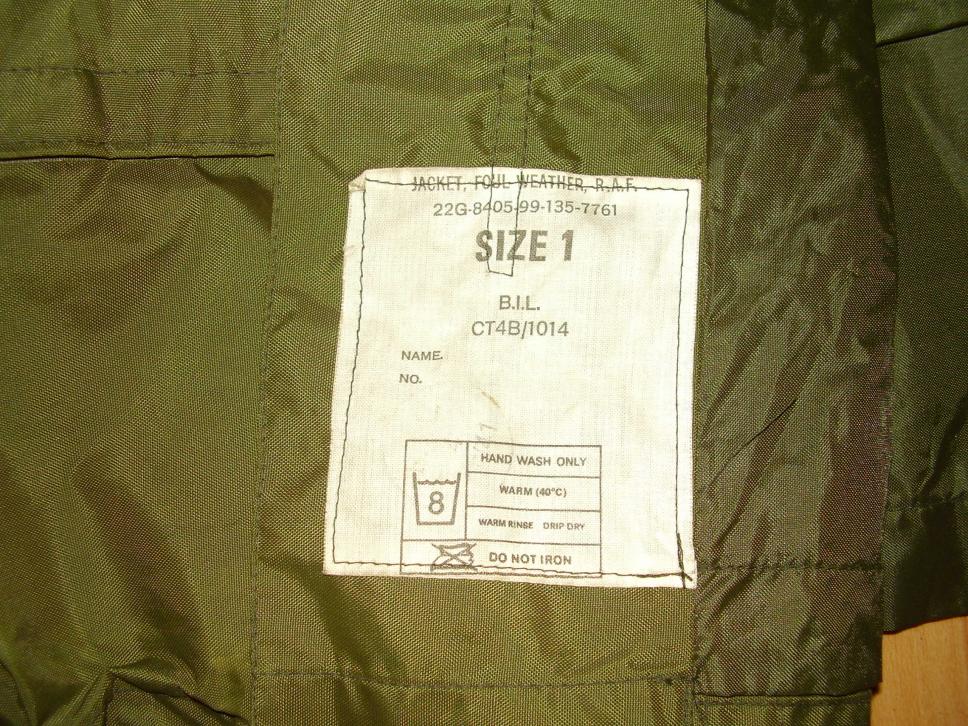 JACKET, FOUL WEATHER, R.A.F.
22G-8405-99-135-7761
SIZE 1
B.I.L.
CT4B/1014
NAME.
NO.
8
HAND WASH ONLY
WARM (40°C)
WARM RINSE DRIP DRY
DO NOT IRON